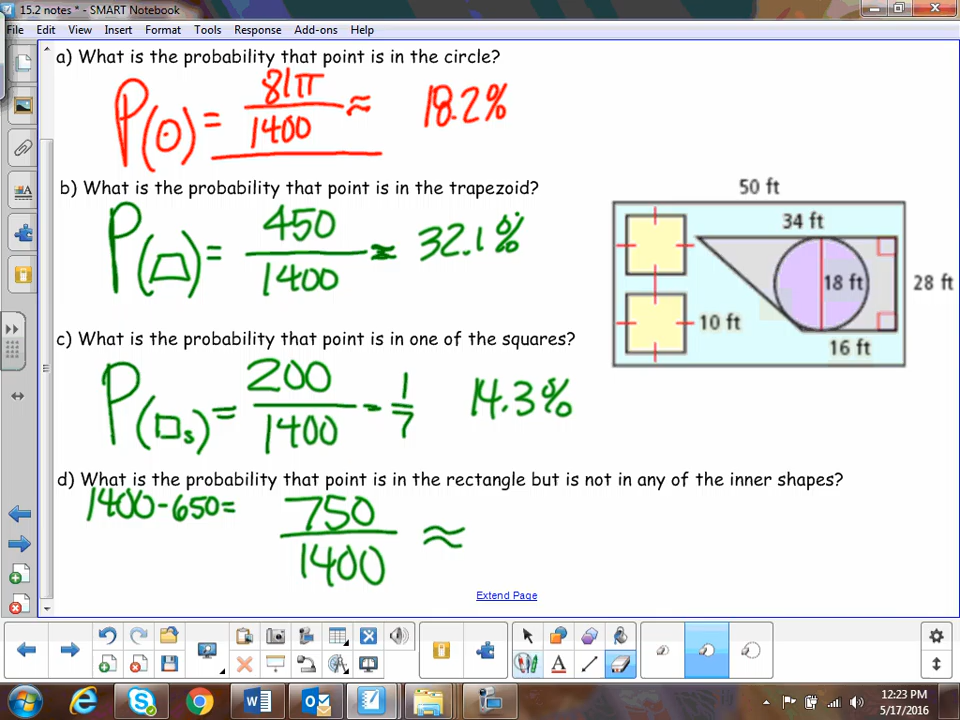 15.2 notes * - SMART Notebook
File Edit View Insert Format Tools Response Add-ons Help
a) What is the probability that point is in the circle?
P(⊙) = 81π/1400 ≈ 18.2%
b) What is the probability that point is in the trapezoid?
P(⏢) = 450/1400 ≈ 32.1%
50 ft
34 ft
18 ft
28 ft
10 ft
16 ft
c) What is the probability that point is in one of the squares?
P(□s) = 200/1400 = 1/7 14.3%
d) What is the probability that point is in the rectangle but is not in any of the inner shapes?
1400-650= 750/1400 ≈
Extend Page
12:23 PM
5/17/2016